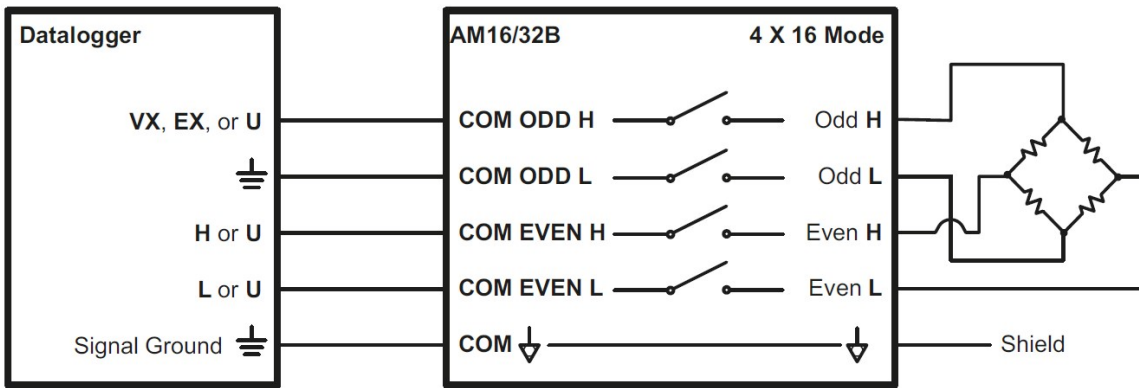 Datalogger
AM16/32B 4 X 16 Mode
VX, EX, or U COM ODD H Odd H
COM ODD L Odd L
H or U COM EVEN H Even H
L or U COM EVEN L Even L
Signal Ground COM Shield